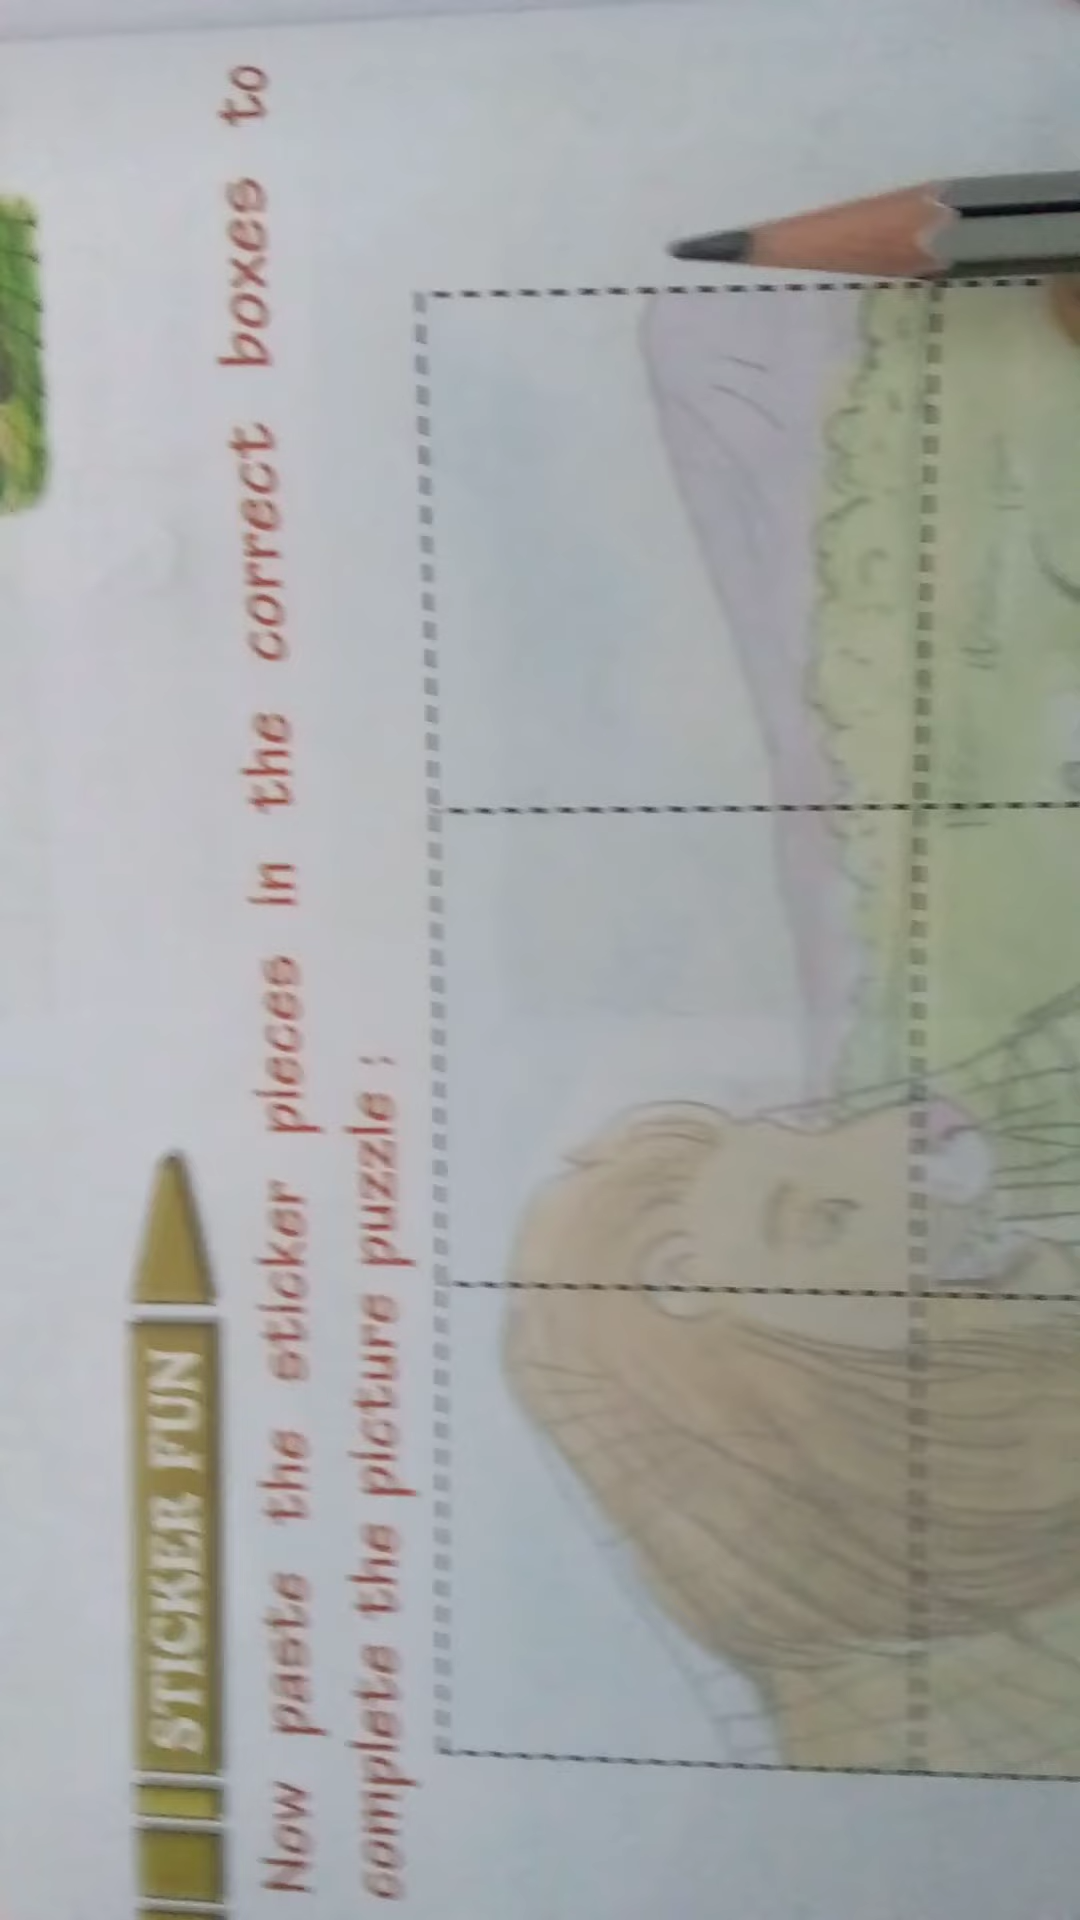 STICKER FUN
Now paste the sticker pieces in the correct boxes to
complete the picture puzzle :